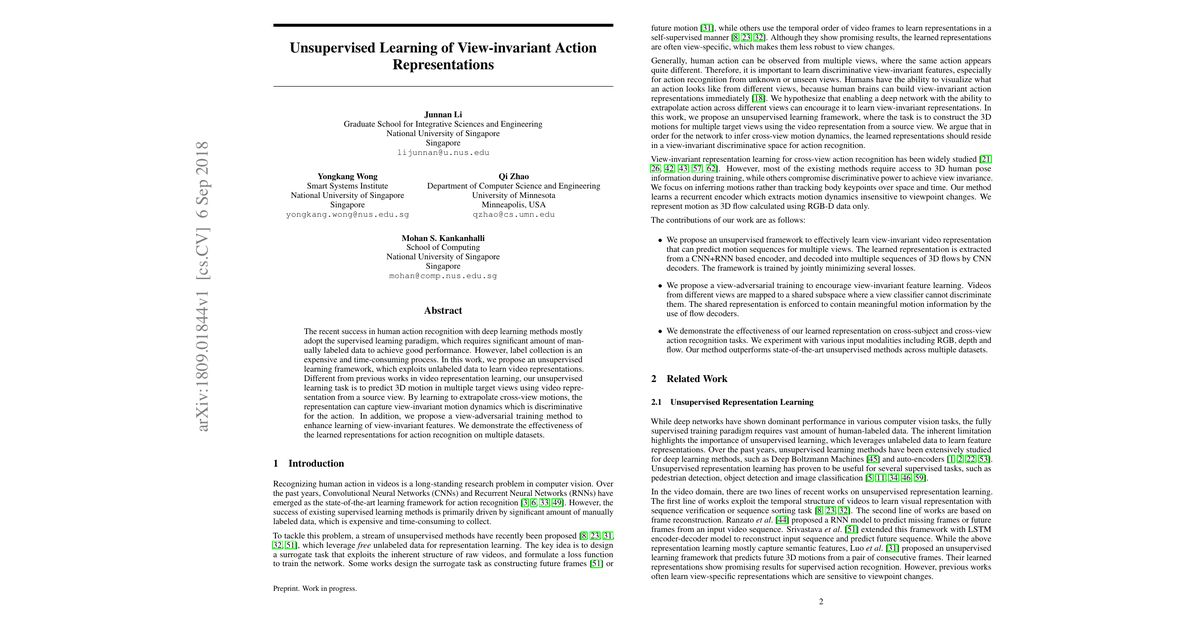 arXiv:1809.01844v1 [cs.CV] 6 Sep 2018
Unsupervised Learning of View-invariant Action
Representations
Junnan Li
Graduate School for Integrative Sciences and Engineering
National University of Singapore
Singapore
lijunnan@u.nus.edu
Yongkang Wong
Smart Systems Institute
National University of Singapore
Singapore
yongkang.wong@nus.edu.sg
Qi Zhao
Department of Computer Science and Engineering
University of Minnesota
Minneapolis, USA
qzhao@cs.umn.edu
Mohan S. Kankanhalli
School of Computing
National University of Singapore
Singapore
mohan@comp.nus.edu.sg
Abstract
The recent success in human action recognition with deep learning methods mostly
adopt the supervised learning paradigm, which requires significant amount of man-
ually labeled data to achieve good performance. However, label collection is an
expensive and time-consuming process. In this work, we propose an unsupervised
learning framework, which exploits unlabeled data to learn video representations.
Different from previous works in video representation learning, our unsupervised
learning task is to predict 3D motion in multiple target views using video repre-
sentation from a source view. By learning to extrapolate cross-view motions, the
representation can capture view-invariant motion dynamics which is discriminative
for the action. In addition, we propose a view-adversarial training method to
enhance learning of view-invariant features. We demonstrate the effectiveness of
the learned representations for action recognition on multiple datasets.
1 Introduction
Recognizing human action in videos is a long-standing research problem in computer vision. Over
the past years, Convolutional Neural Networks (CNNs) and Recurrent Neural Networks (RNNs) have
emerged as the state-of-the-art learning framework for action recognition [3, 6, 33, 49]. However, the
success of existing supervised learning methods is primarily driven by significant amount of manually
labeled data, which is expensive and time-consuming to collect.
To tackle this problem, a stream of unsupervised methods have recently been proposed [8, 23, 31,
32, 51], which leverage free unlabeled data for representation learning. The key idea is to design
a surrogate task that exploits the inherent structure of raw videos, and formulate a loss function
to train the network. Some works design the surrogate task as constructing future frames [51] or
Preprint. Work in progress.
future motion [31], while others use the temporal order of video frames to learn representations in a
self-supervised manner [8, 23, 32]. Although they show promising results, the learned representations
are often view-specific, which makes them less robust to view changes.
Generally, human action can be observed from multiple views, where the same action appears
quite different. Therefore, it is important to learn discriminative view-invariant features, especially
for action recognition from unknown or unseen views. Humans have the ability to visualize what
an action looks like from different views, because human brains can build view-invariant action
representations immediately [18]. We hypothesize that enabling a deep network with the ability to
extrapolate action across different views can encourage it to learn view-invariant representations. In
this work, we propose an unsupervised learning framework, where the task is to construct the 3D
motions for multiple target views using the video representation from a source view. We argue that in
order for the network to infer cross-view motion dynamics, the learned representations should reside
in a view-invariant discriminative space for action recognition.
View-invariant representation learning for cross-view action recognition has been widely studied [21,
26, 42, 43, 57, 62]. However, most of the existing methods require access to 3D human pose
information during training, while others compromise discriminative power to achieve view invariance.
We focus on inferring motions rather than tracking body keypoints over space and time. Our method
learns a recurrent encoder which extracts motion dynamics insensitive to viewpoint changes. We
represent motion as 3D flow calculated using RGB-D data only.
The contributions of our work are as follows:
• We propose an unsupervised framework to effectively learn view-invariant video representation
that can predict motion sequences for multiple views. The learned representation is extracted
from a CNN+RNN based encoder, and decoded into multiple sequences of 3D flows by CNN
decoders. The framework is trained by jointly minimizing several losses.
• We propose a view-adversarial training to encourage view-invariant feature learning. Videos
from different views are mapped to a shared subspace where a view classifier cannot discriminate
them. The shared representation is enforced to contain meaningful motion information by the
use of flow decoders.
• We demonstrate the effectiveness of our learned representation on cross-subject and cross-view
action recognition tasks. We experiment with various input modalities including RGB, depth and
flow. Our method outperforms state-of-the-art unsupervised methods across multiple datasets.
2 Related Work
2.1 Unsupervised Representation Learning
While deep networks have shown dominant performance in various computer vision tasks, the fully
supervised training paradigm requires vast amount of human-labeled data. The inherent limitation
highlights the importance of unsupervised learning, which leverages unlabeled data to learn feature
representations. Over the past years, unsupervised learning methods have been extensively studied
for deep learning methods, such as Deep Boltzmann Machines [45] and auto-encoders [1, 2, 22, 53].
Unsupervised representation learning has proven to be useful for several supervised tasks, such as
pedestrian detection, object detection and image classification [5, 11, 34, 46, 59].
In the video domain, there are two lines of recent works on unsupervised representation learning.
The first line of works exploit the temporal structure of videos to learn visual representation with
sequence verification or sequence sorting task [8, 23, 32]. The second line of works are based on
frame reconstruction. Ranzato et al. [44] proposed a RNN model to predict missing frames or future
frames from an input video sequence. Srivastava et al. [51] extended this framework with LSTM
encoder-decoder model to reconstruct input sequence and predict future sequence. While the above
representation learning mostly capture semantic features, Luo et al. [31] proposed an unsupervised
learning framework that predicts future 3D motions from a pair of consecutive frames. Their learned
representations show promising results for supervised action recognition. However, previous works
often learn view-specific representations which are sensitive to viewpoint changes.
2